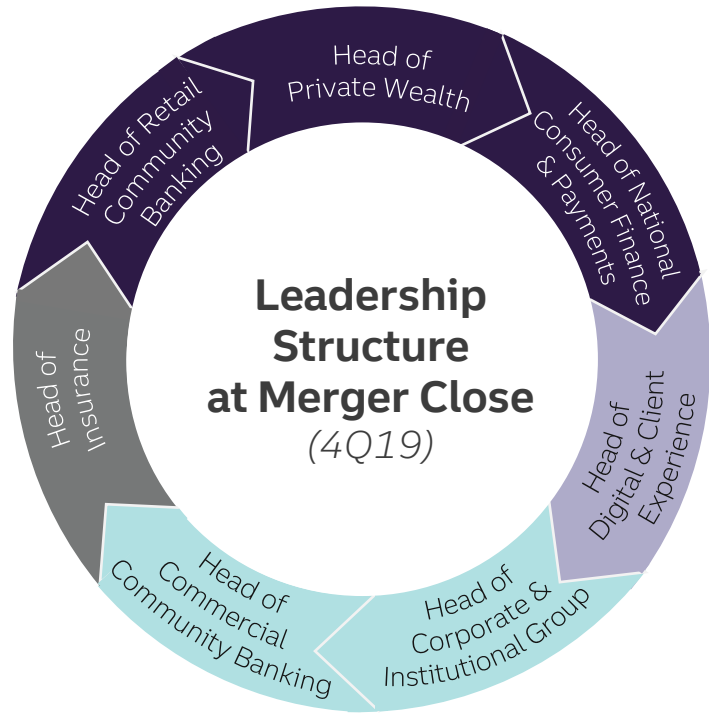 Head of
Private Wealth
Head of National
Consumer Finance
& Payments
Head of
Digital & Client
Experience
Head of
Corporate &
Institutional Group
Head of
Commercial
Community Banking
Head of
Insurance
Head of Retail
Community
Banking
Leadership
Structure
at Merger Close
(4Q19)